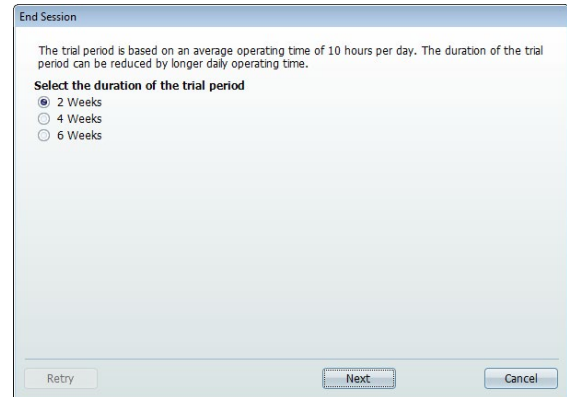 End Session
The trial period is based on an average operating time of 10 hours per day. The duration of the trial
period can be reduced by longer daily operating time.
Select the duration of the trial period
2 Weeks
4 Weeks
6 Weeks
Retry
Next
Cancel